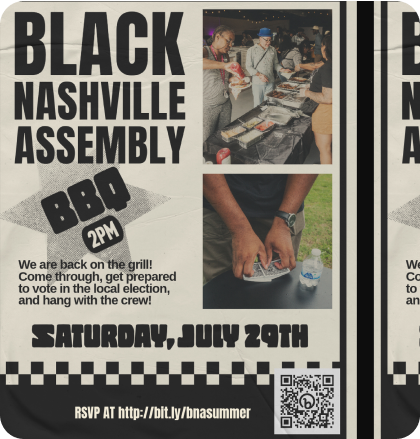 BLACK
NASHVILLE
ASSEMBLY
BBQ
2PM
We are back on the grill!
Come through, get prepared
to vote in the local election,
and hang with the crew!
SATURDAY, JULY 29TH
RSVP AT http://bit.ly/bnasummer